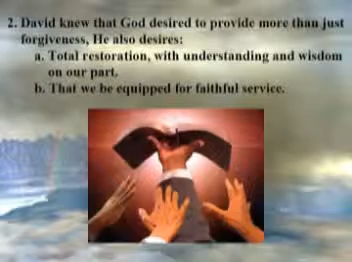 2. David knew that God desired to provide more than just
forgiveness, He also desires:
a. Total restoration, with understanding and wisdom
on our part.
b. That we be equipped for faithful service.